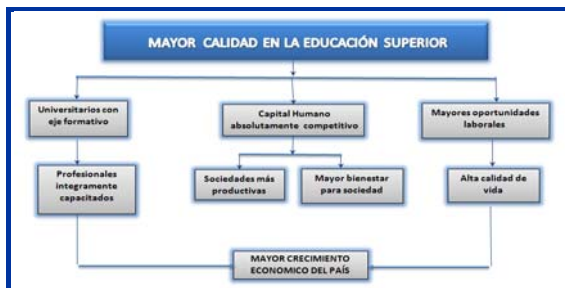 MAYOR CALIDAD EN LA EDUCACIÓN SUPERIOR
Universitarios con
eje formativo
Capital Humano
absolutamente competitivo
Mayores oportunidades
laborales
Profesionales
integramente
capacitados
Sociedades más
productivas
Mayor bienestar
para sociedad
Alta calidad de
vida
MAYOR CRECIMIENTO
ECONOMICO DEL PAÍS